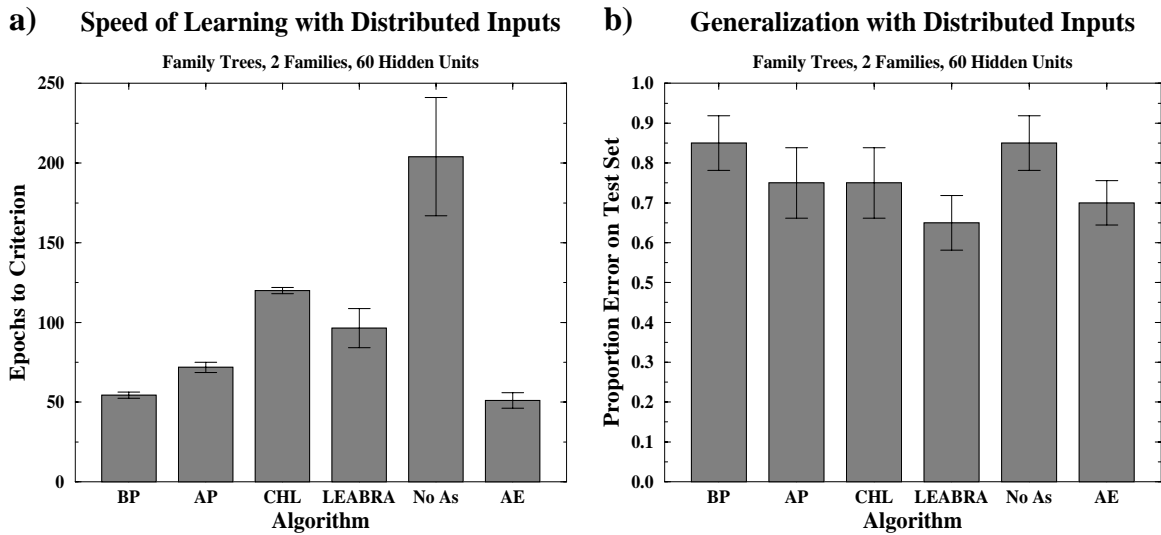 a) Speed of Learning with Distributed Inputs
Family Trees, 2 Families, 60 Hidden Units
Epochs to Criterion
250
200
150
100
50
0
BP AP CHL LEABRA No As AE
Algorithm
b) Generalization with Distributed Inputs
Family Trees, 2 Families, 60 Hidden Units
Proportion Error on Test Set
1.0
0.9
0.8
0.7
0.6
0.5
0.4
0.3
0.2
0.1
0.0
BP AP CHL LEABRA No As AE
Algorithm